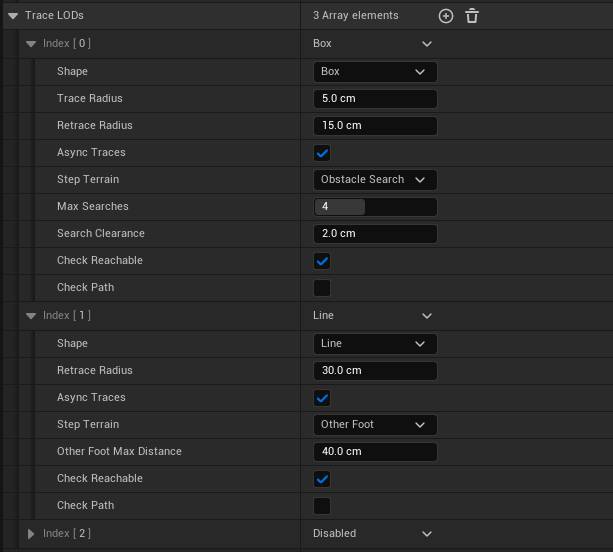 Trace LODs 3 Array elements
Index [ 0 ] Box
Shape Box
Trace Radius 5.0 cm
Retrace Radius 15.0 cm
Async Traces
Step Terrain Obstacle Search
Max Searches 4
Search Clearance 2.0 cm
Check Reachable
Check Path
Index [ 1 ] Line
Shape Line
Retrace Radius 30.0 cm
Async Traces
Step Terrain Other Foot
Other Foot Max Distance 40.0 cm
Check Reachable
Check Path
Index [ 2 ] Disabled